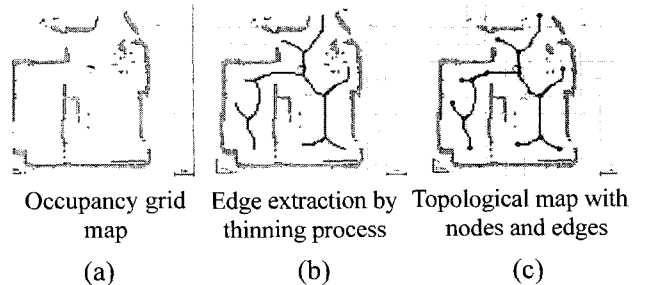 Occupancy grid
map
(a)
Edge extraction by
thinning process
(b)
Topological map with
nodes and edges
(c)